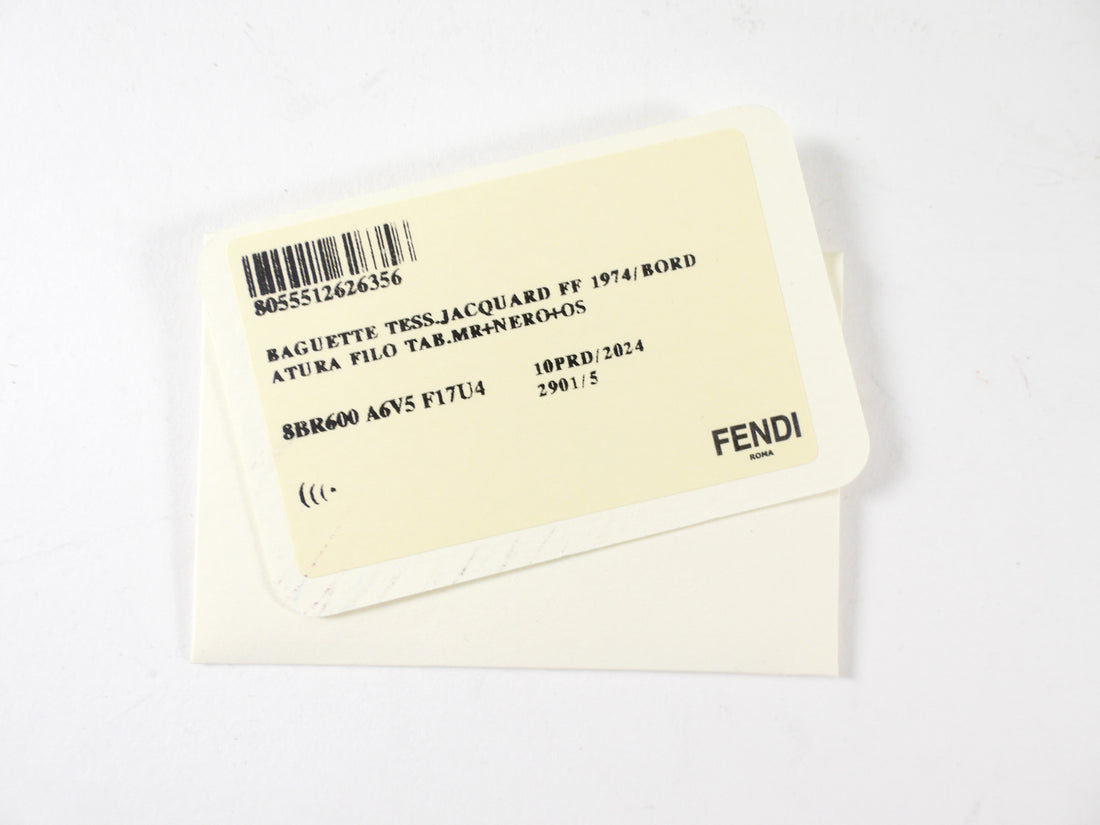 8055512626356
BAGUETTE TESS.JACQUARD FF 1974/BORD
ATURA FILO TAB.MR+NERO+OS
8BR600 A6V5 F17U4
10PRD/2024
2901/5
FENDI
ROMA